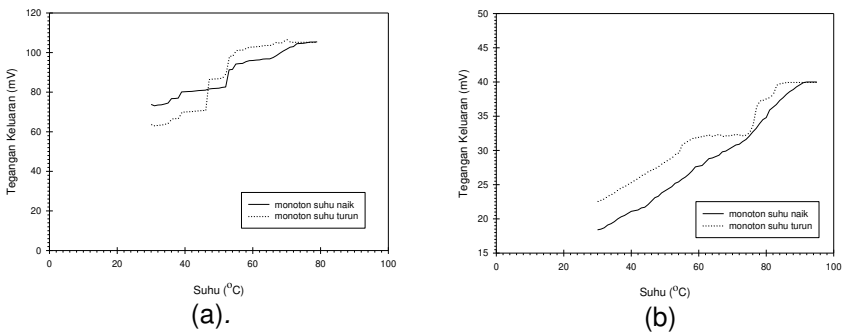 120
100
80
60
40
20
0
Tegangan Keluaran (mV)
0 20 40 60 80 100
Suhu (°C)
monoton suhu naik
monoton suhu turun
(a).
50
45
40
35
30
25
20
15
Tegangan Keluaran (mV)
0 20 40 60 80 100
Suhu (°C)
monoton suhu naik
monoton suhu turun
(b)